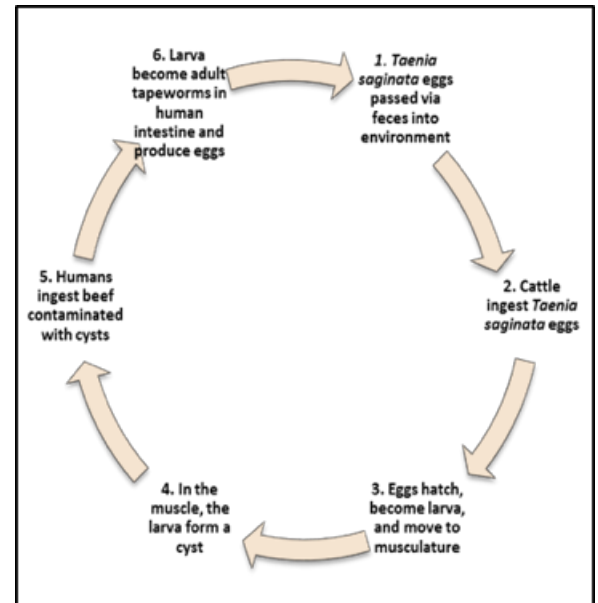 1. Taenia
saginata eggs
passed via
feces into
environment
2. Cattle
ingest Taenia
saginata eggs
3. Eggs hatch,
become larva,
and move to
musculature
4. In the
muscle, the
larva form a
cyst
5. Humans
ingest beef
contaminated
with cysts
6. Larva
become adult
tapeworms in
human
intestine and
produce eggs